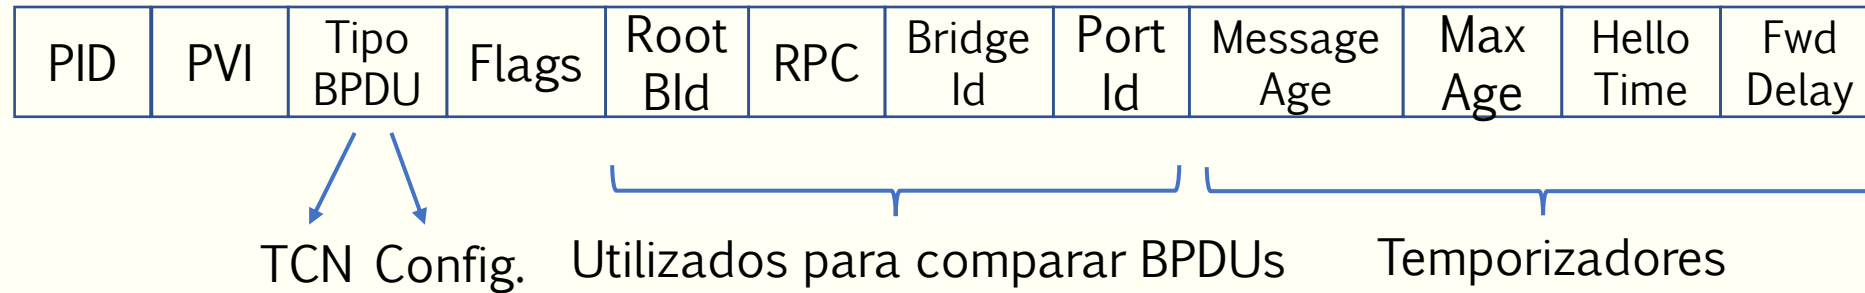 PID
PVI
Tipo
BPDU
Flags
Root
BId
RPC
Bridge
Id
Port
Id
Message
Age
Max
Age
Hello
Time
Fwd
Delay
TCN Config.
Utilizados para comparar BPDUs
Temporizadores